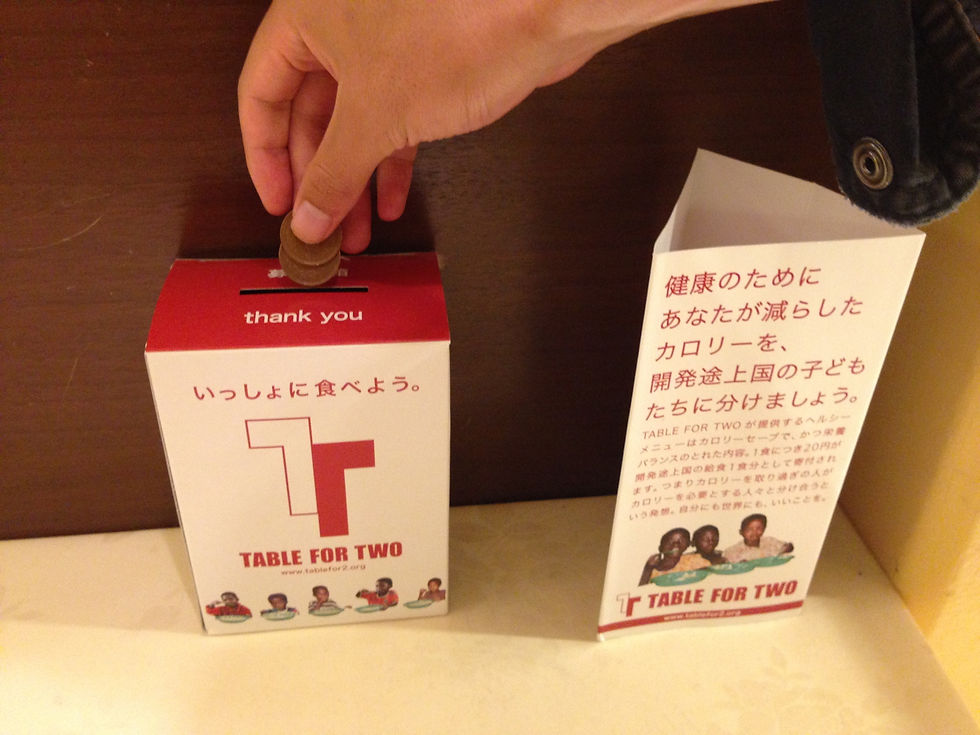 thank you
いっしょに食べよう。
TABLE FOR TWO
www.tablefor2.org
健康のために
あなたが減らした
カロリーを、
開発途上国の子ども
たちに分けましょう。
TABLE FOR TWOが提供するヘルシー
メニューはカロリーセーブで、かつ栄養
バランスのとれた内容。1食につき20円が
開発途上国の給食1食分として寄付され
ます。つまりカロリーを取り過ぎの人が
カロリーを必要とする人々と分け合うと
いう発想。自分にも世界にも、いいことを。
TABLE FOR TWO
www.tablefor2.org